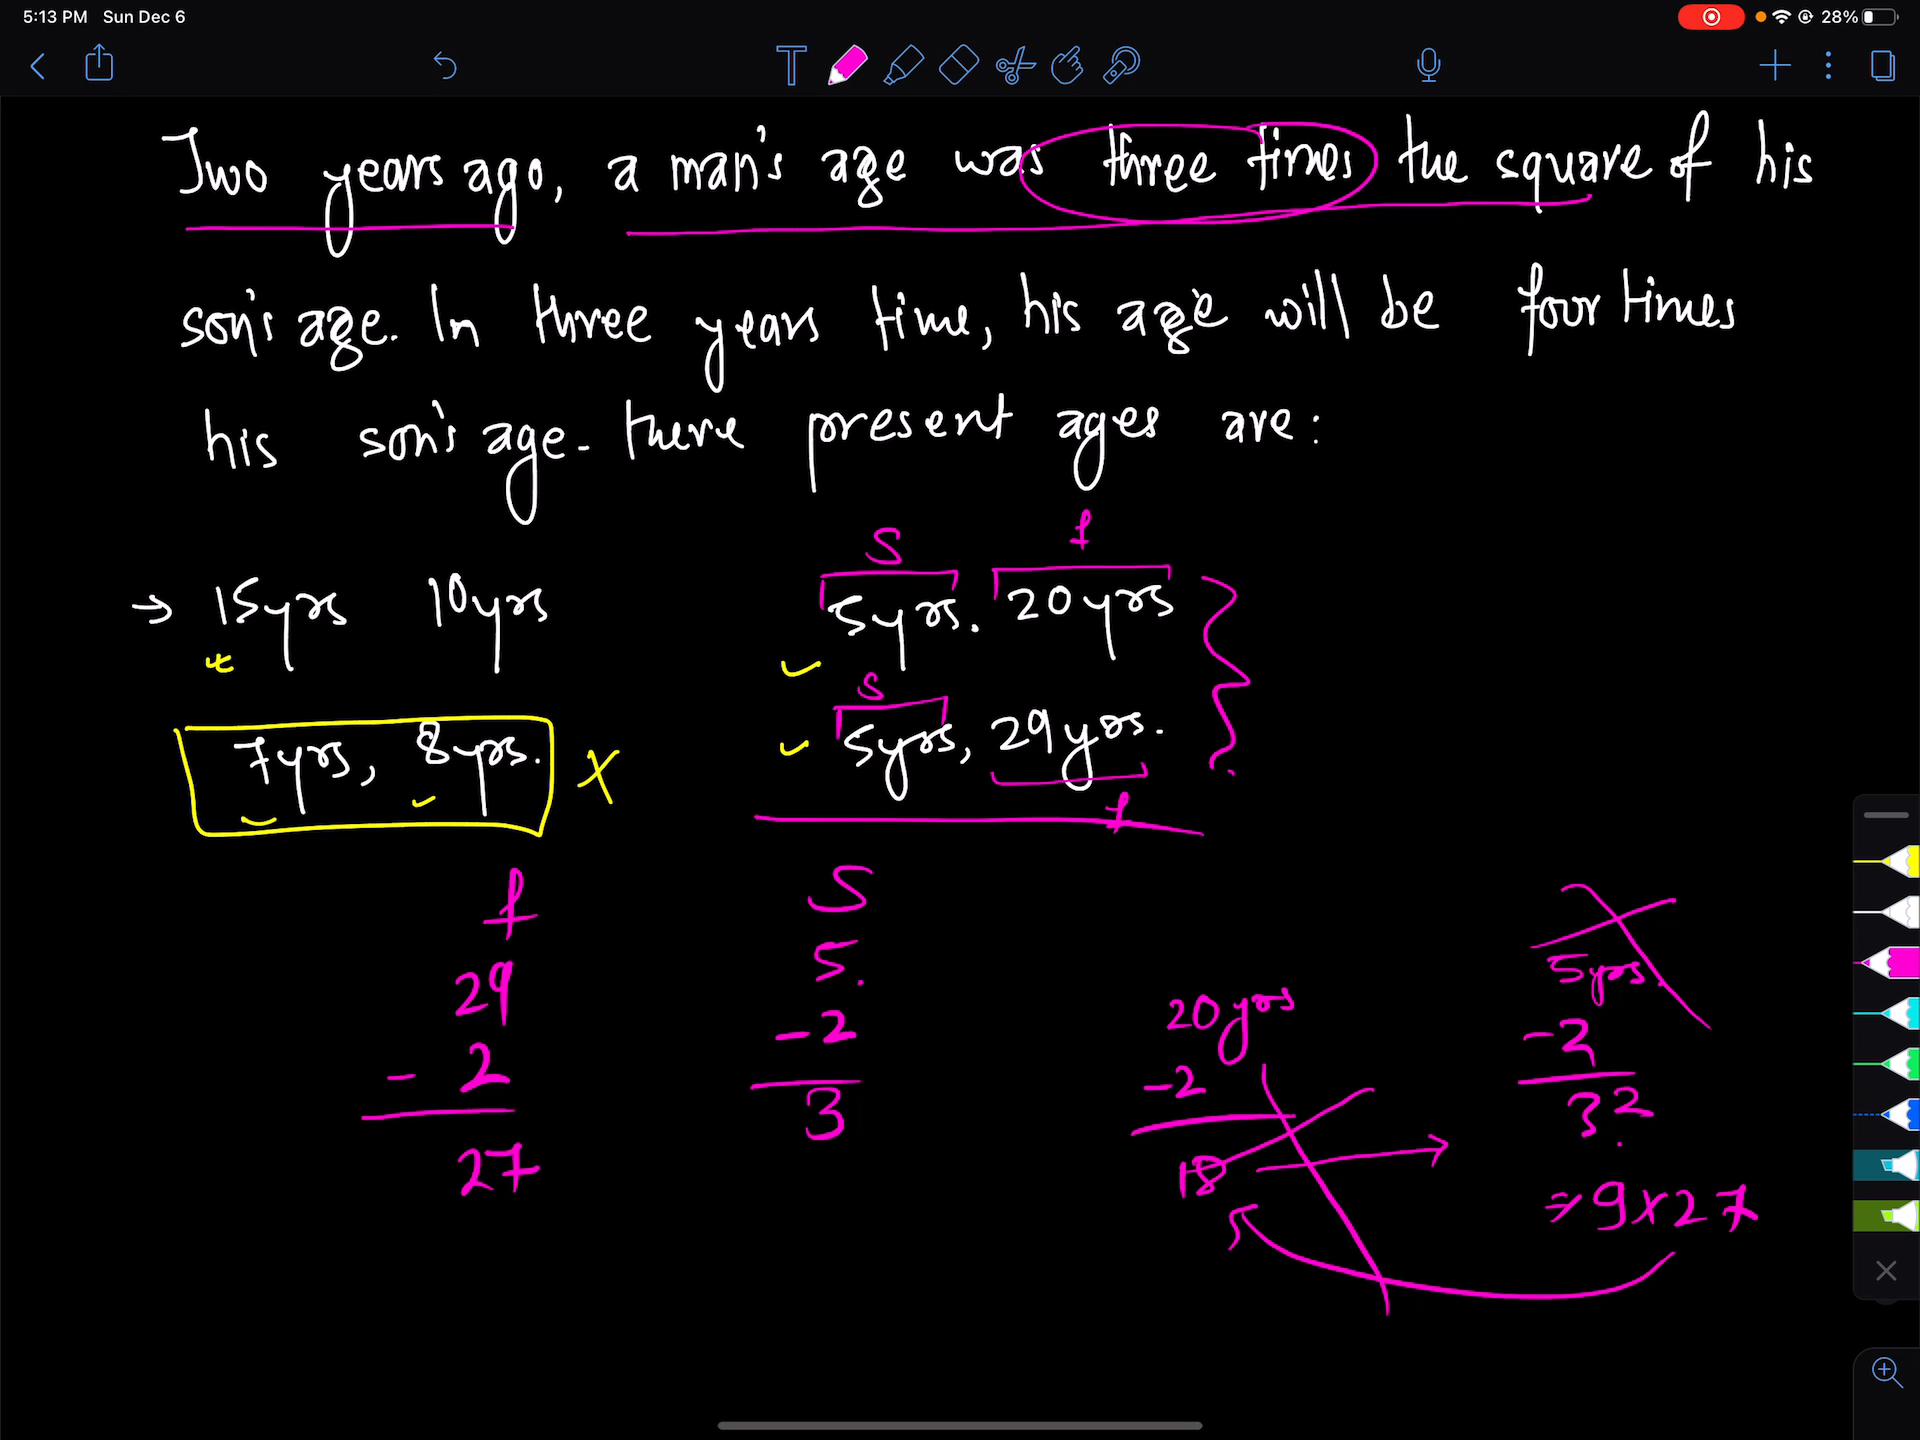 5:13 PM Sun Dec 6
28%
Two years ago, a man's age was three times the square of his
son's age. In three years time, his age will be four times
his son's age. there present ages are:
S f
→ 15yrs 10yrs 5yrs. 20yrs
S
7yrs, 8yrs. X 5yrs, 29yrs.
f
f S
29 5.
- 2 -2
27 3
20yrs 5yrs.
-2 -2
18 → 3²
⇒ 9x27